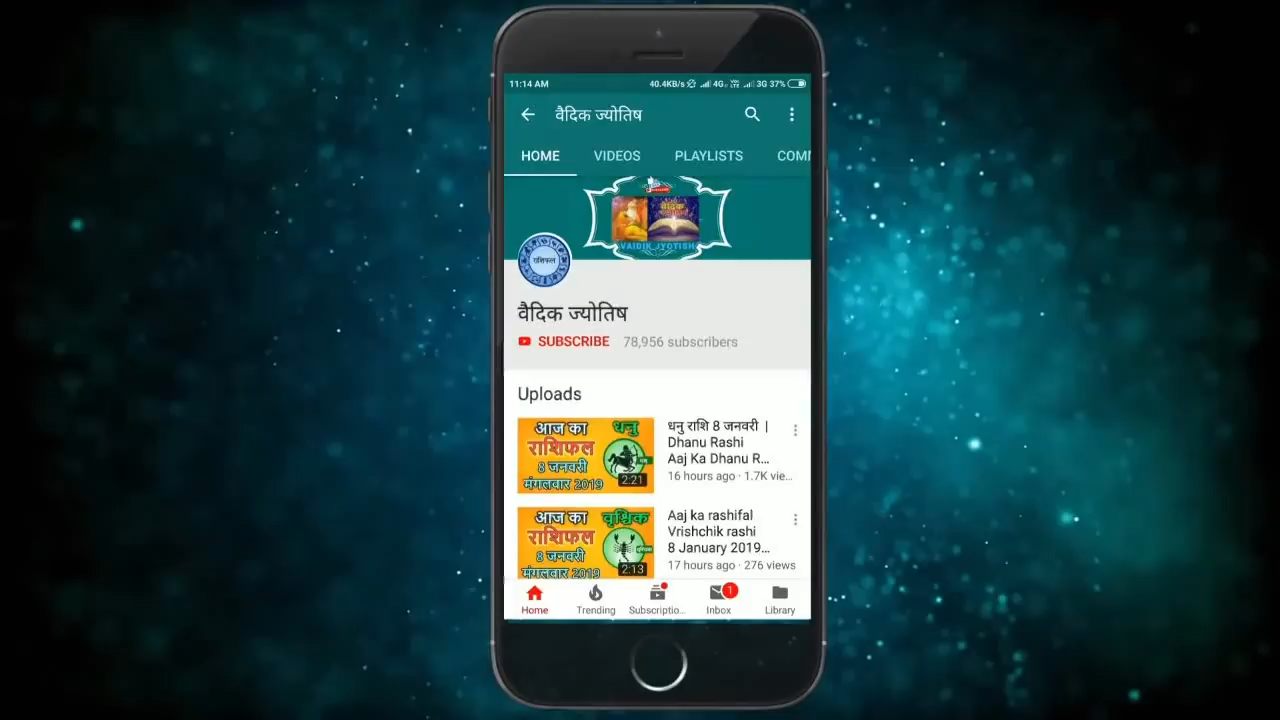 11:14 AM 40.4KB/s 4G 3G 37%
वैदिक ज्योतिष
HOME VIDEOS PLAYLISTS COM
वैदिक
VAIDIK JYOTISH
राशिफल
वैदिक ज्योतिष
SUBSCRIBE 78,956 subscribers
Uploads
आज का धनु
राशिफल
8 जनवरी
मंगलवार 2019 2:21
धनु राशि 8 जनवरी |
Dhanu Rashi
Aaj Ka Dhanu R...
16 hours ago · 1.7K vie...
आज का वृश्चिक
राशिफल
8 जनवरी
मंगलवार 2019 2:13
Aaj ka rashifal
Vrishchik rashi
8 January 2019...
17 hours ago · 276 views
1
Home Trending Subscriptio... Inbox Library